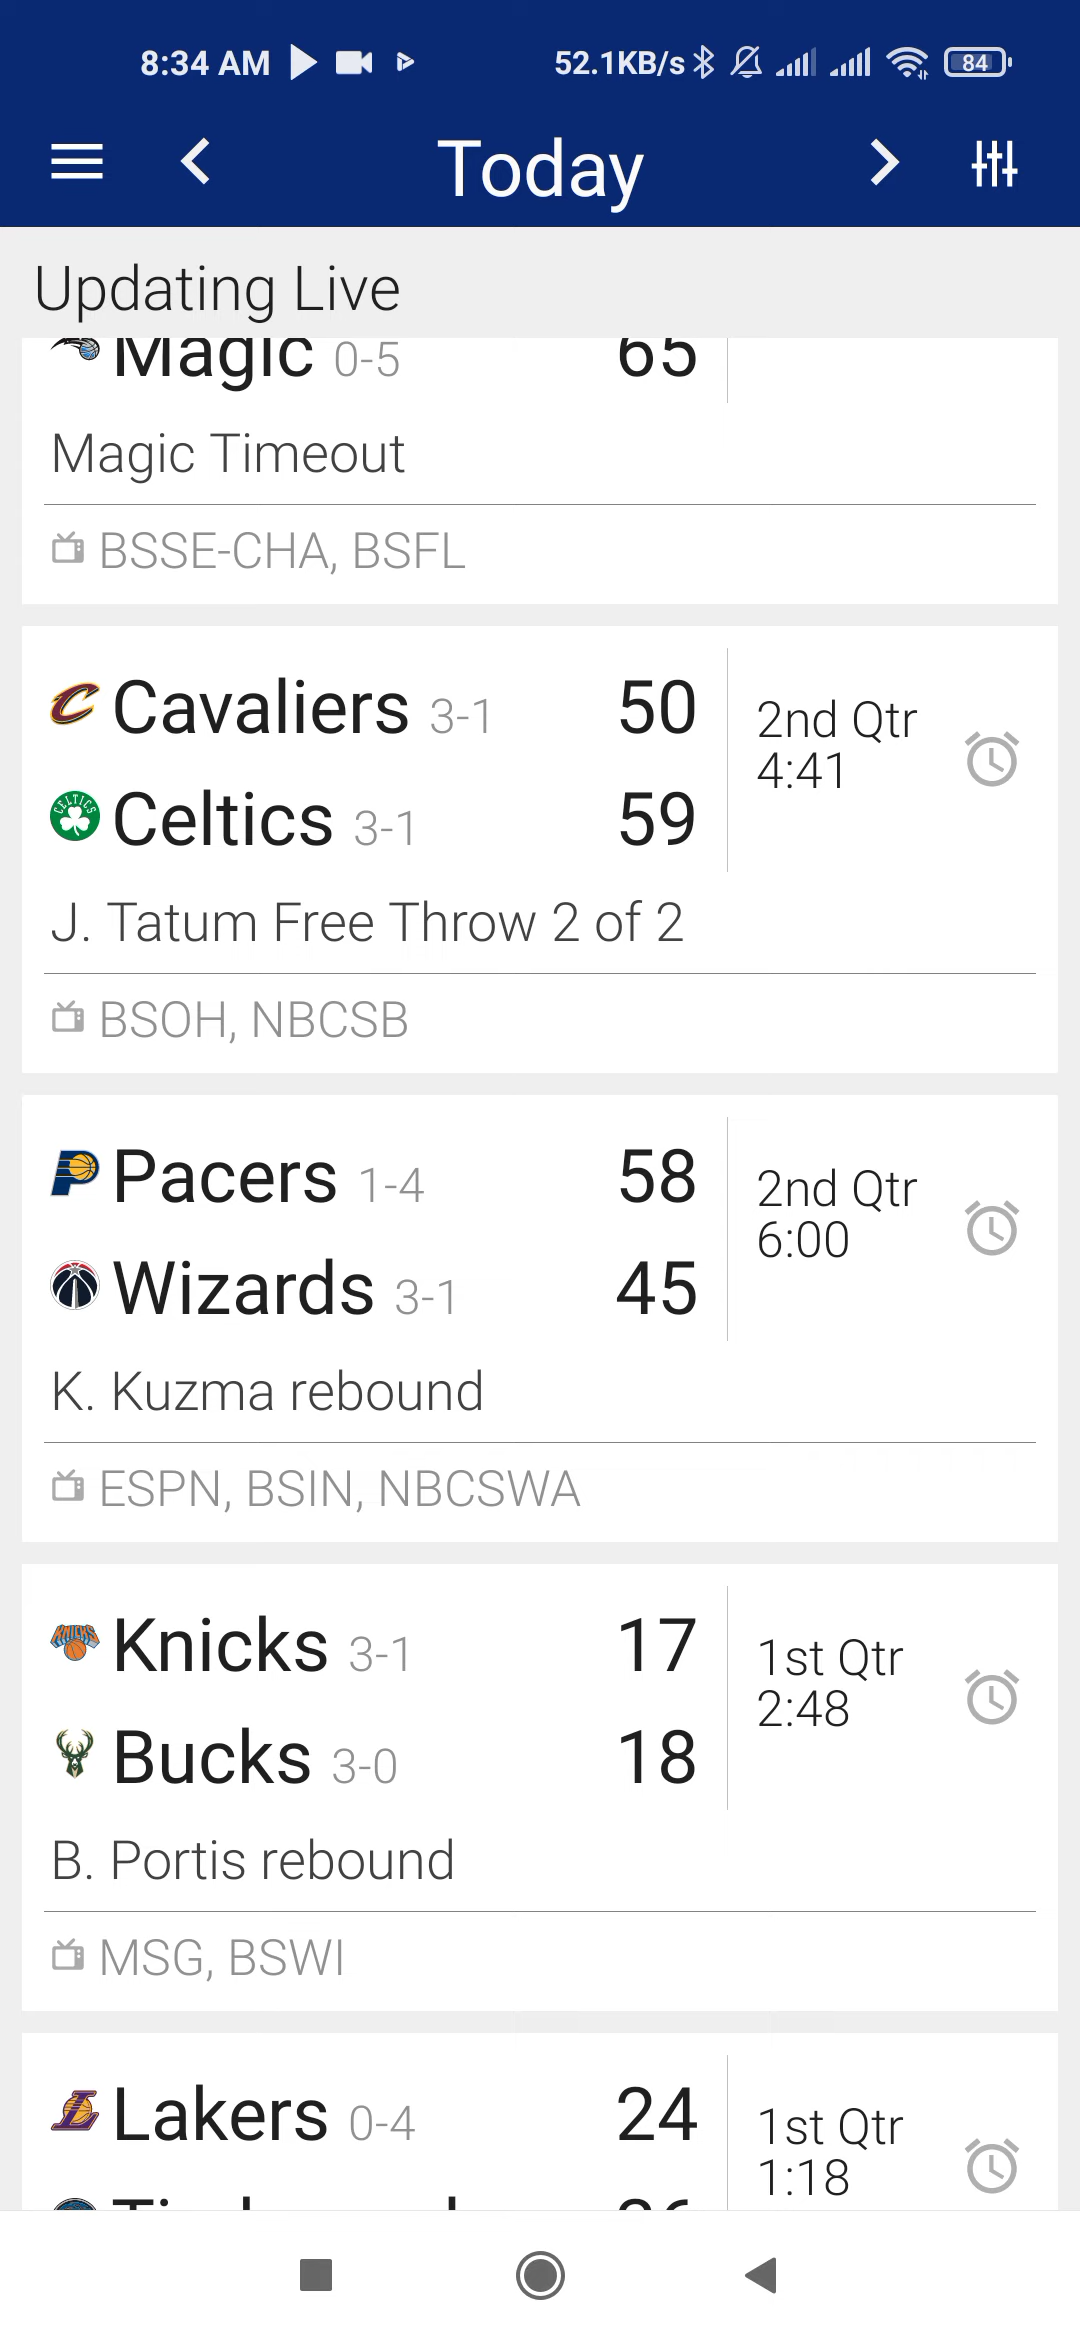 8:34 AM 52.1KB/s 84
Today
Updating Live
Magic 0-5 65
Magic Timeout
BSSE-CHA, BSFL
Cavaliers 3-1 50
2nd Qtr
4:41
Celtics 3-1 59
J. Tatum Free Throw 2 of 2
BSOH, NBCSB
Pacers 1-4 58
2nd Qtr
6:00
Wizards 3-1 45
K. Kuzma rebound
ESPN, BSIN, NBCSWA
Knicks 3-1 17
1st Qtr
2:48
Bucks 3-0 18
B. Portis rebound
MSG, BSWI
Lakers 0-4 24
1st Qtr
1:18